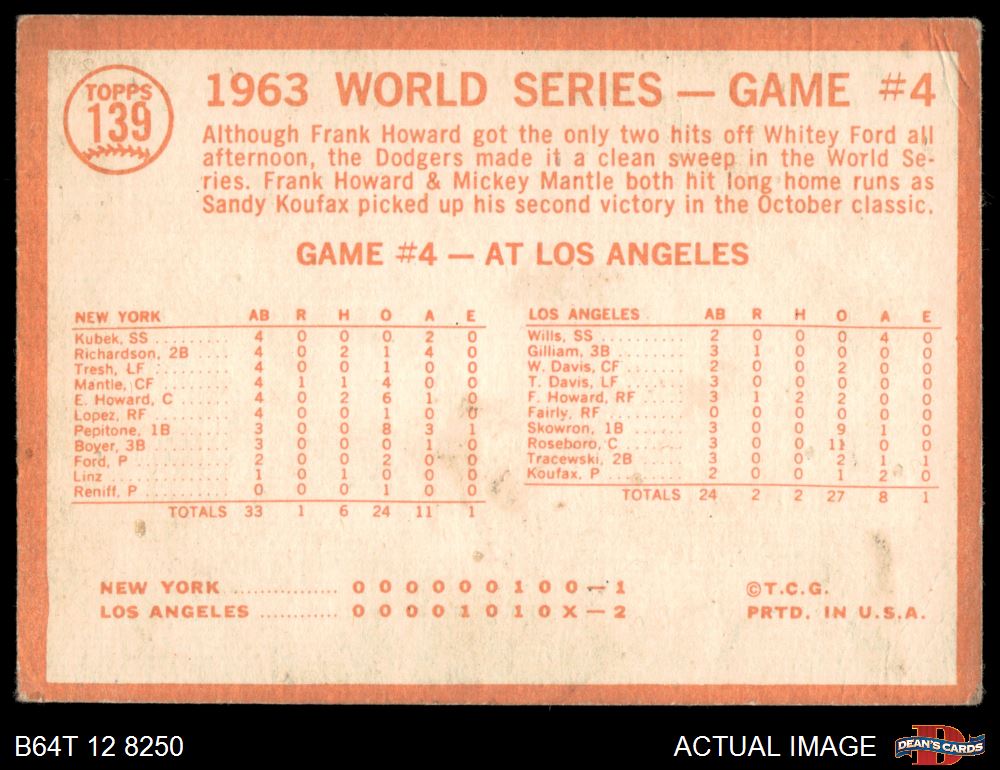 TOPPS
139
1963 WORLD SERIES — GAME #4
Although Frank Howard got the only two hits off Whitey Ford all
afternoon, the Dodgers made it a clean sweep in the World Se-
ries. Frank Howard & Mickey Mantle both hit long home runs as
Sandy Koufax picked up his second victory in the October classic.
GAME #4 — AT LOS ANGELES
NEW YORK AB R H O A E
Kubek, SS .......... 4 0 0 0 2 0
Richardson, 2B .... 4 0 2 1 4 0
Tresh, LF .......... 4 0 0 1 0 0
Mantle, CF ........ 4 1 1 4 0 0
E. Howard, C ...... 4 0 2 6 1 0
Lopez, RF .......... 4 0 0 1 0 0
Pepitone, 1B ...... 3 0 0 8 3 1
Boyer, 3B .......... 3 0 0 0 1 0
Ford, P ............ 2 0 0 2 0 0
Linz ............... 1 0 1 0 0 0
Reniff, P .......... 0 0 0 1 0 0
TOTALS 33 1 6 24 11 1
LOS ANGELES AB R H O A E
Wills, SS .......... 2 0 0 0 4 0
Gilliam, 3B ........ 3 1 0 0 0 0
W. Davis, CF ...... 2 0 0 2 0 0
T. Davis, LF ....... 3 0 0 0 0 0
F. Howard, RF .... 3 1 2 2 0 0
Fairly, RF .......... 0 0 0 0 0 0
Skowron, 1B ...... 3 0 0 9 1 0
Roseboro, C ....... 3 0 0 11 0 0
Tracewski, 2B .... 3 0 0 2 1 1
Koufax, P .......... 2 0 0 1 2 0
TOTALS 24 2 2 27 8 1
NEW YORK ............... 0 0 0 0 0 0 1 0 0 — 1
LOS ANGELES ........... 0 0 0 0 1 0 1 0 X — 2
©T.C.G.
PRTD. IN U.S.A.
B64T 12 8250
ACTUAL IMAGE
D
DEAN'S CARDS